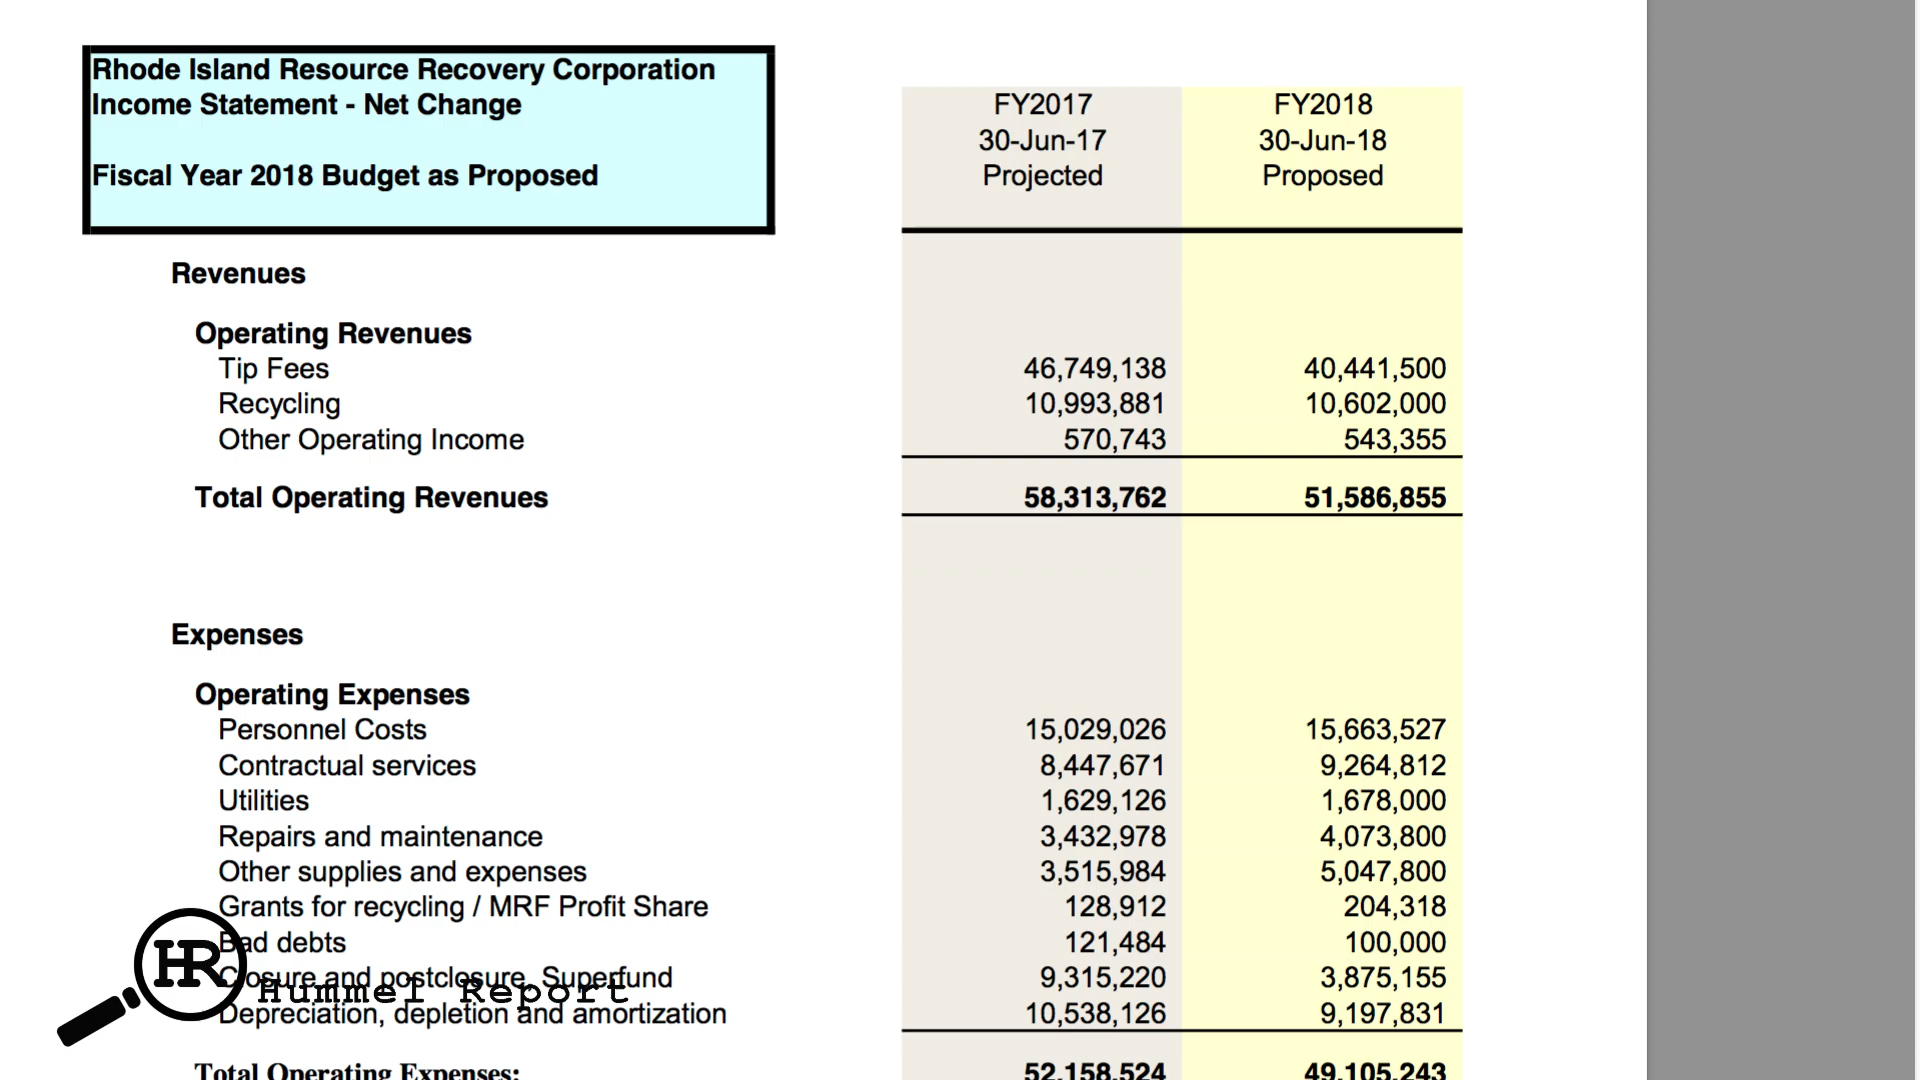 Rhode Island Resource Recovery Corporation
Income Statement - Net Change
Fiscal Year 2018 Budget as Proposed
FY2017 FY2018
30-Jun-17 30-Jun-18
Projected Proposed
Revenues
Operating Revenues
Tip Fees 46,749,138 40,441,500
Recycling 10,993,881 10,602,000
Other Operating Income 570,743 543,355
Total Operating Revenues 58,313,762 51,586,855
Expenses
Operating Expenses
Personnel Costs 15,029,026 15,663,527
Contractual services 8,447,671 9,264,812
Utilities 1,629,126 1,678,000
Repairs and maintenance 3,432,978 4,073,800
Other supplies and expenses 3,515,984 5,047,800
Grants for recycling / MRF Profit Share 128,912 204,318
Bad debts 121,484 100,000
Closure and postclosure, Superfund 9,315,220 3,875,155
Depreciation, depletion and amortization 10,538,126 9,197,831
Total Operating Expenses: 52,158,524 49,105,243
HR
Hummel Report